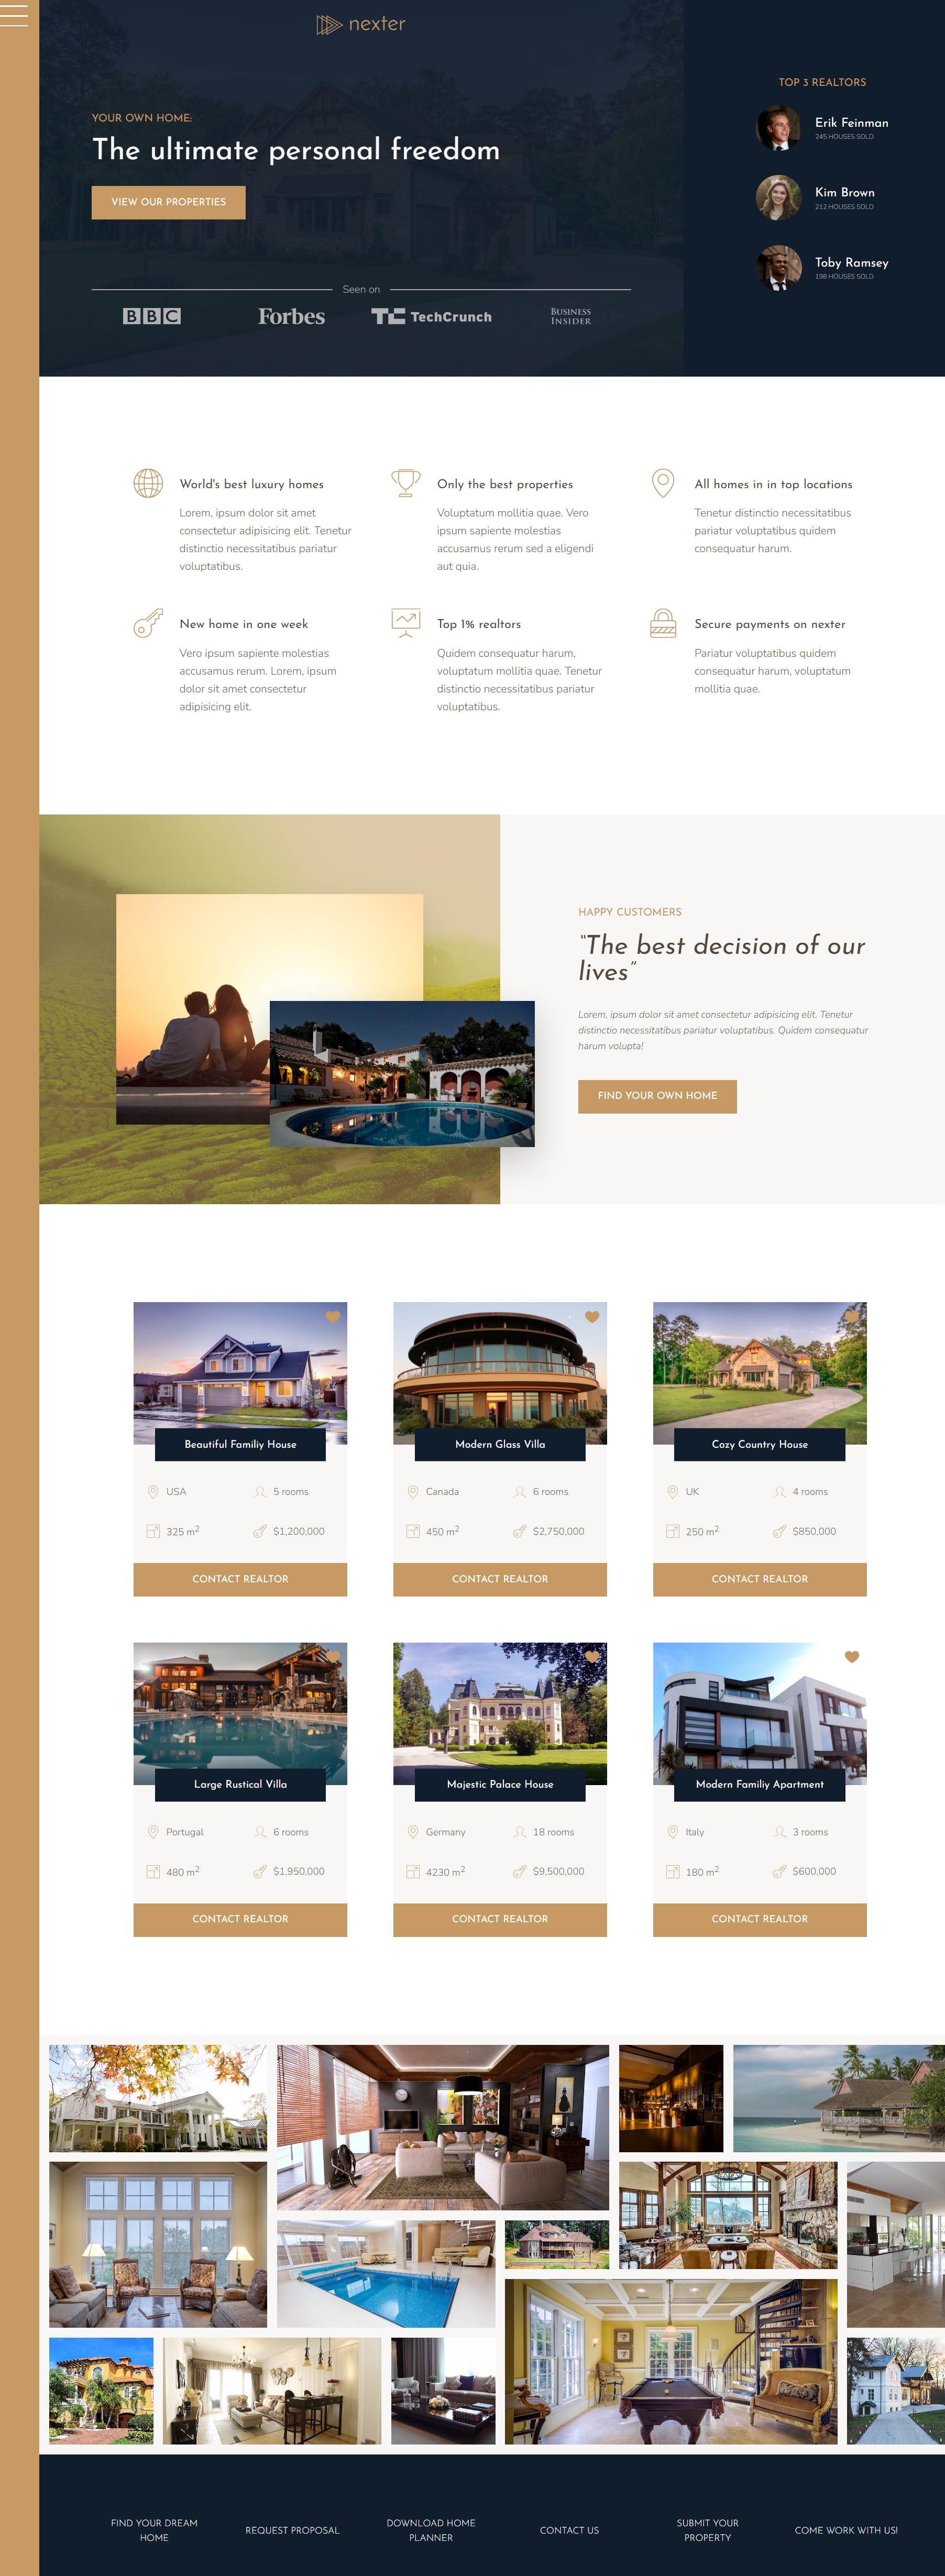 nexter
YOUR OWN HOME:
The ultimate personal freedom
VIEW OUR PROPERTIES
Seen on
BBC
Forbes
TC TechCrunch
BUSINESS
INSIDER
TOP 3 REALTORS
Erik Feinman
245 HOUSES SOLD
Kim Brown
212 HOUSES SOLD
Toby Ramsey
198 HOUSES SOLD
World's best luxury homes
Lorem, ipsum dolor sit amet
consectetur adipisicing elit. Tenetur
distinctio necessitatibus pariatur
voluptatibus.
Only the best properties
Voluptatum mollitia quae. Vero
ipsum sapiente molestias
accusamus rerum sed a eligendi
aut quia.
All homes in in top locations
Tenetur distinctio necessitatibus
pariatur voluptatibus quidem
consequatur harum.
New home in one week
Vero ipsum sapiente molestias
accusamus rerum. Lorem, ipsum
dolor sit amet consectetur
adipisicing elit.
Top 1% realtors
Quidem consequatur harum,
voluptatum mollitia quae. Tenetur
distinctio necessitatibus pariatur
voluptatibus.
Secure payments on nexter
Pariatur voluptatibus quidem
consequatur harum, voluptatum
mollitia quae.
HAPPY CUSTOMERS
“The best decision of our
lives”
Lorem, ipsum dolor sit amet consectetur adipisicing elit. Tenetur
distinctio necessitatibus pariatur voluptatibus. Quidem consequatur
harum volupta!
FIND YOUR OWN HOME
Beautiful Familiy House
USA
5 rooms
325 m²
$1,200,000
CONTACT REALTOR
Modern Glass Villa
Canada
6 rooms
450 m²
$2,750,000
CONTACT REALTOR
Cozy Country House
UK
4 rooms
250 m²
$850,000
CONTACT REALTOR
Large Rustical Villa
Portugal
6 rooms
480 m²
$1,950,000
CONTACT REALTOR
Majestic Palace House
Germany
18 rooms
4230 m²
$9,500,000
CONTACT REALTOR
Modern Familiy Apartment
Italy
3 rooms
180 m²
$600,000
CONTACT REALTOR
FIND YOUR DREAM
HOME
REQUEST PROPOSAL
DOWNLOAD HOME
PLANNER
CONTACT US
SUBMIT YOUR
PROPERTY
COME WORK WITH US!